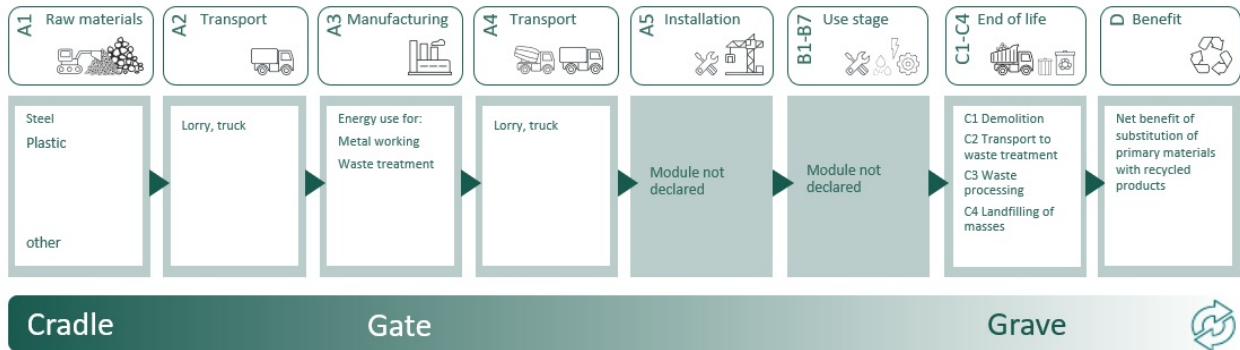 A1 Raw materials
A2 Transport
A3 Manufacturing
A4 Transport
A5 Installation
B1-B7 Use stage
C1-C4 End of life
D Benefit
Steel
Plastic
other
Lorry, truck
Energy use for:
Metal working
Waste treatment
Lorry, truck
Module not
declared
Module not
declared
C1 Demolition
C2 Transport to
waste treatment
C3 Waste
processing
C4 Landfilling of
masses
Net benefit of
substitution of
primary materials
with recycled
products
Cradle
Gate
Grave